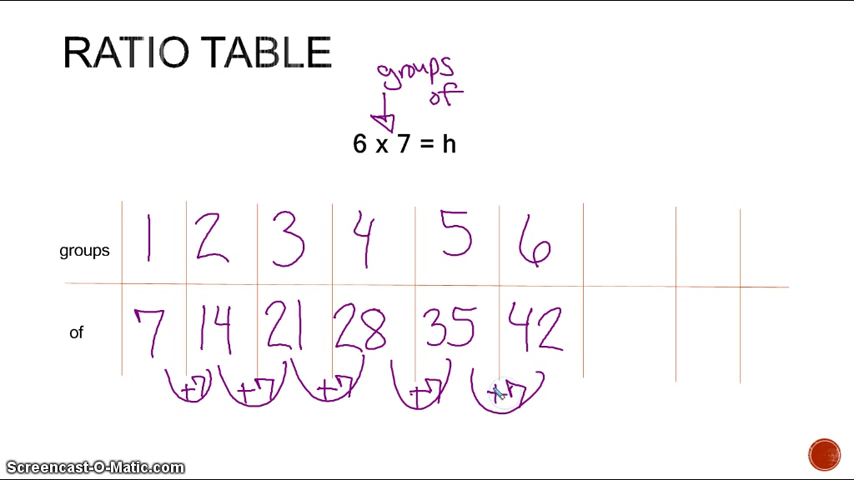 RATIO TABLE
groups
of
6 x 7 = h
groups 1 2 3 4 5 6
of 7 14 21 28 35 42
+7 +7 +7 +7 +7
Screencast-O-Matic.com